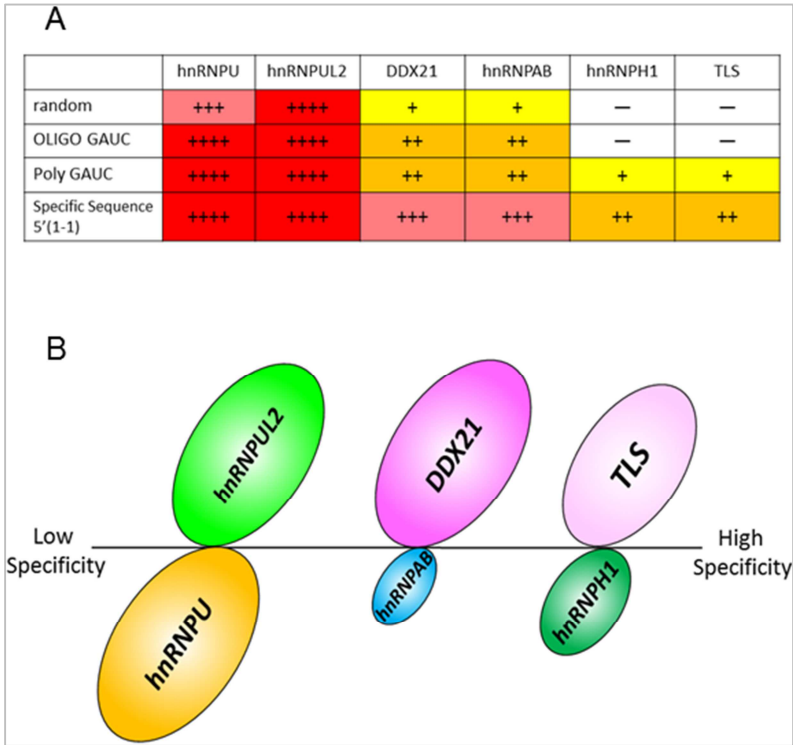 A
hnRNPU hnRNPUL2 DDX21 hnRNPAB hnRNPH1 TLS
random +++ ++++ + + — —
OLIGO GAUC ++++ ++++ ++ ++ — —
Poly GAUC ++++ ++++ ++ ++ + +
Specific Sequence
5'(1-1) ++++ ++++ +++ +++ ++ ++
B
hnRNPUL2
DDX21
TLS
Low
Specificity
High
Specificity
hnRNPU
hnRNPAB
hnRNPH1